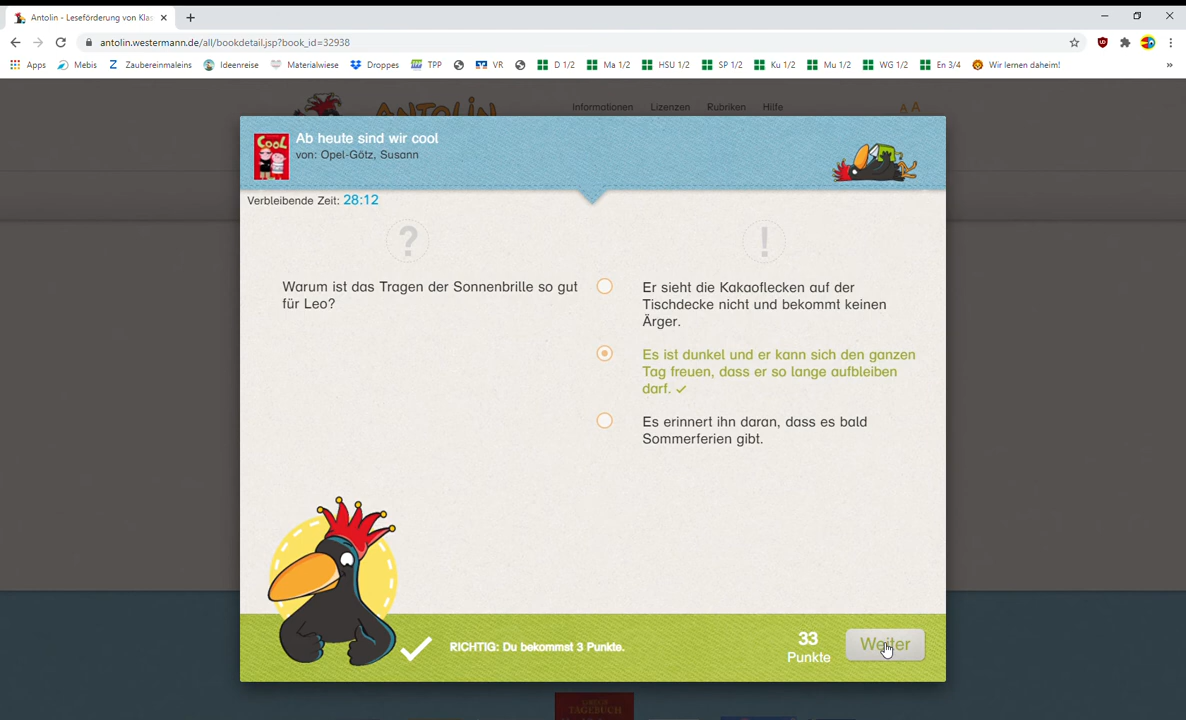 Antolin - Leseförderung von Klas
antolin.westermann.de/all/bookdetail.jsp?book_id=32938
Apps Mebis Zaubereinmaleins Ideenreise Materialwiese Droppes TPP VR D 1/2 Ma 1/2 HSU 1/2 SP 1/2 Ku 1/2 Mu 1/2 WG 1/2 En 3/4 Wir lernen daheim! »
ANTOLIN
Informationen Lizenzen Rubriken Hilfe A A
COOL
Ab heute sind wir cool
von: Opel-Götz, Susann
Verbleibende Zeit: 28:12
? !
Warum ist das Tragen der Sonnenbrille so gut
für Leo?
Er sieht die Kakaoflecken auf der
Tischdecke nicht und bekommt keinen
Ärger.
Es ist dunkel und er kann sich den ganzen
Tag freuen, dass er so lange aufbleiben
darf. ✓
Es erinnert ihn daran, dass es bald
Sommerferien gibt.
RICHTIG: Du bekommst 3 Punkte.
33
Punkte
Weiter
TAGEBUCH